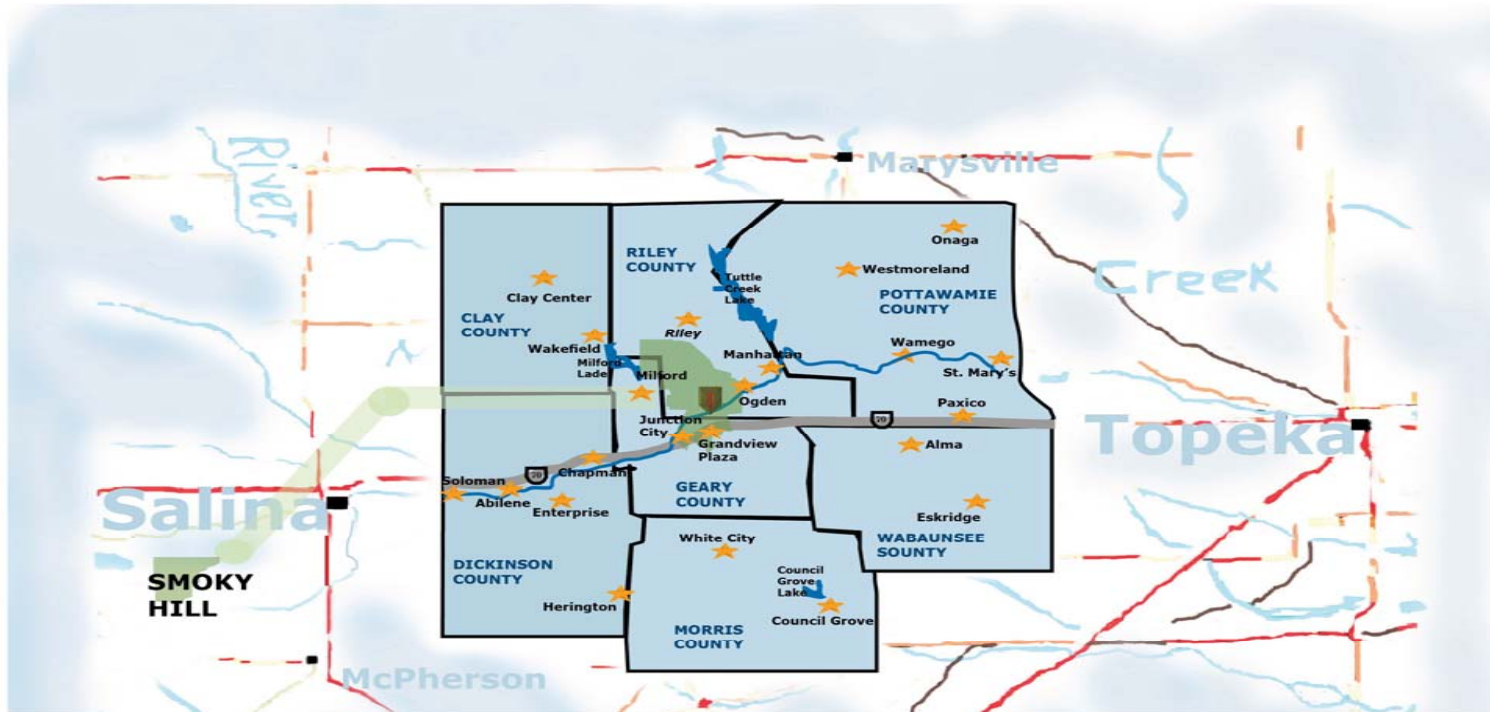 River
Marysville
Onaga
RILEY
COUNTY
Westmoreland
Creek
Tuttle
Creek
Lake
Clay Center
POTTAWAMIE
COUNTY
CLAY
COUNTY
Riley
Wakefield
Milford
Lade
Manhattan
Wamego
St. Mary's
Milford
Ogden
Paxico
Junction
City
70
Grandview
Plaza
Alma
Topeka
Chapman
70
Soloman
Abilene
Enterprise
GEARY
COUNTY
Eskridge
Salina
WABAUNSEE
SOUNTY
White City
SMOKY
HILL
DICKINSON
COUNTY
Council
Grove
Lake
Herington
Council Grove
MORRIS
COUNTY
McPherson